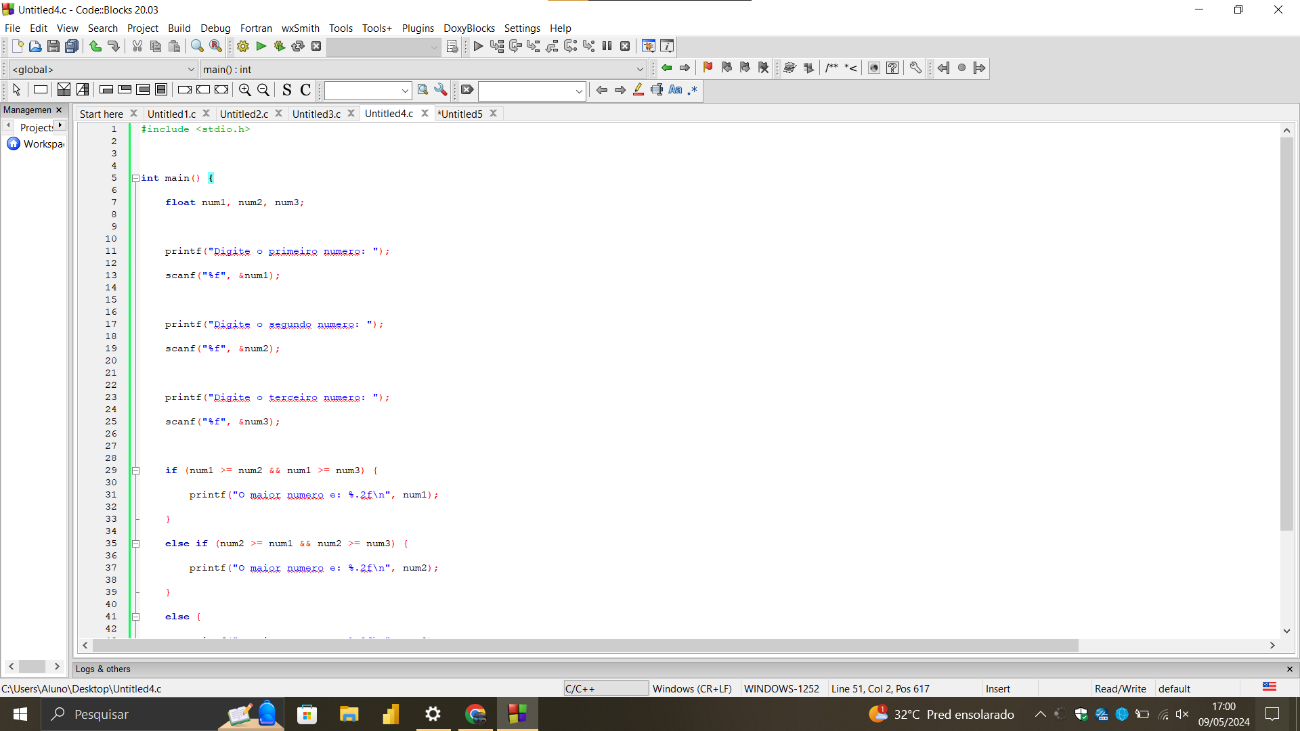 Untitled4.c - Code::Blocks 20.03
File Edit View Search Project Build Debug Fortran wxSmith Tools Tools+ Plugins DoxyBlocks Settings Help
<global> main() : int
/** *<
S C
Aa .*
Managemen
Start here Untitled1.c Untitled2.c Untitled3.c Untitled4.c *Untitled5
Projects
Workspa
1 #include <stdio.h>
2
3
4
5 int main() {
6
7 float num1, num2, num3;
8
9
10
11 printf("Digite o primeiro numero: ");
12
13 scanf("%f", &num1);
14
15
16
17 printf("Digite o segundo numero: ");
18
19 scanf("%f", &num2);
20
21
22
23 printf("Digite o terceiro numero: ");
24
25 scanf("%f", &num3);
26
27
28
29 if (num1 >= num2 && num1 >= num3) {
30
31 printf("O maior numero e: %.2f\n", num1);
32
33 }
34
35 else if (num2 >= num1 && num2 >= num3) {
36
37 printf("O maior numero e: %.2f\n", num2);
38
39 }
40
41 else {
42
Logs & others
C:\Users\Aluno\Desktop\Untitled4.c C/C++ Windows (CR+LF) WINDOWS-1252 Line 51, Col 2, Pos 617 Insert Read/Write default
Pesquisar 1 32°C Pred ensolarado 17:00
09/05/2024